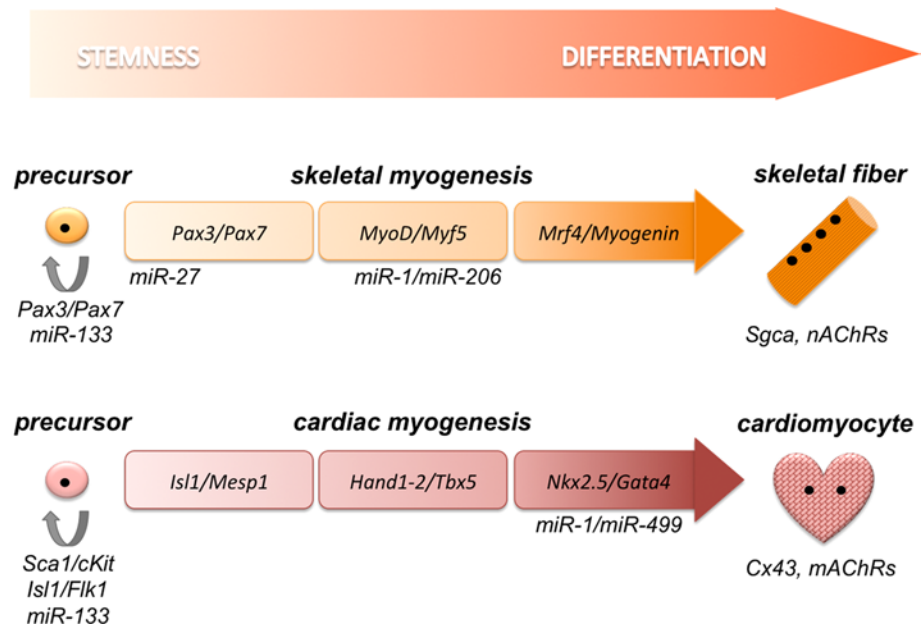 STEMNESS DIFFERENTIATION
precursor skeletal myogenesis skeletal fiber
Pax3/Pax7 MyoD/Myf5 Mrf4/Myogenin
miR-27 miR-1/miR-206
Pax3/Pax7
miR-133
Sgca, nAChRs
precursor cardiac myogenesis cardiomyocyte
Isl1/Mesp1 Hand1-2/Tbx5 Nkx2.5/Gata4
miR-1/miR-499
Sca1/cKit
Isl1/Flk1
miR-133
Cx43, mAChRs